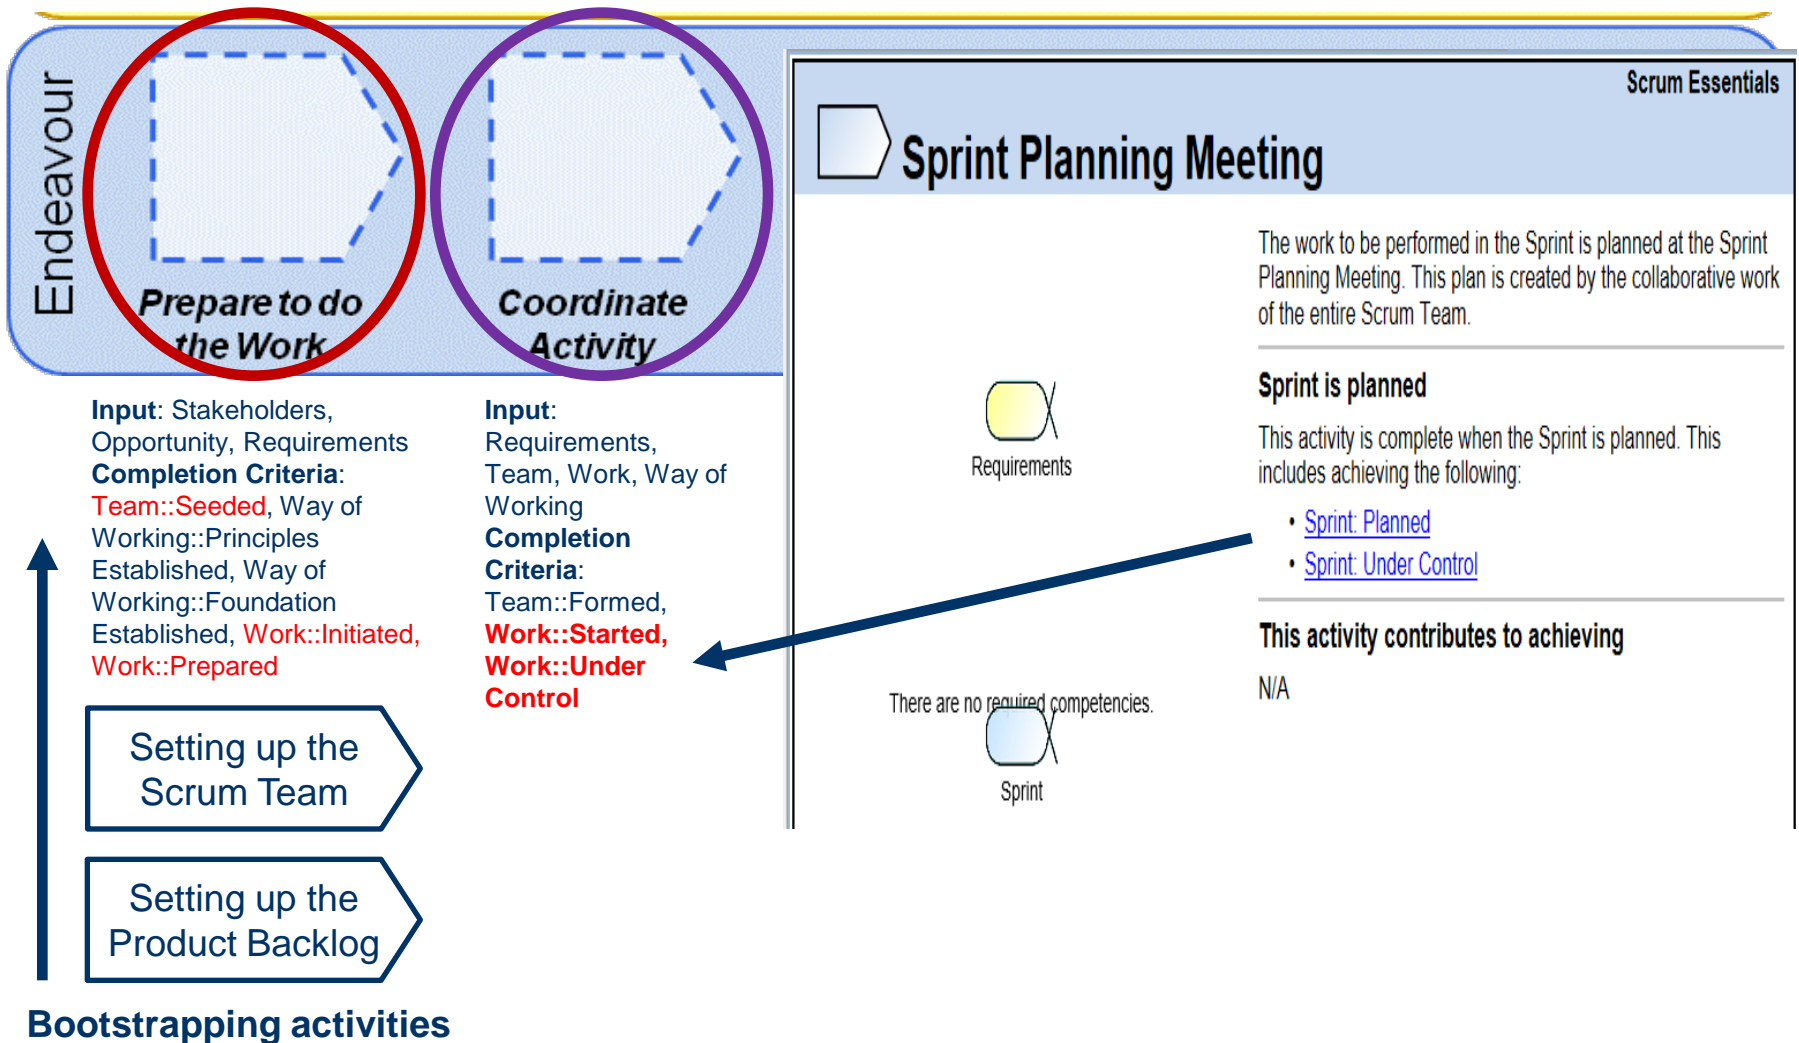 Endeavour
Prepare to do
the Work
Coordinate
Activity
Input: Stakeholders,
Opportunity, Requirements
Completion Criteria:
Team::Seeded, Way of
Working::Principles
Established, Way of
Working::Foundation
Established, Work::Initiated,
Work::Prepared
Input:
Requirements,
Team, Work, Way of
Working
Completion
Criteria:
Team::Formed,
Work::Started,
Work::Under
Control
Setting up the
Scrum Team
Setting up the
Product Backlog
Bootstrapping activities
Scrum Essentials
Sprint Planning Meeting
The work to be performed in the Sprint is planned at the Sprint
Planning Meeting. This plan is created by the collaborative work
of the entire Scrum Team.
Requirements
Sprint is planned
This activity is complete when the Sprint is planned. This
includes achieving the following:
• Sprint: Planned
• Sprint: Under Control
This activity contributes to achieving
N/A
There are no required competencies.
Sprint